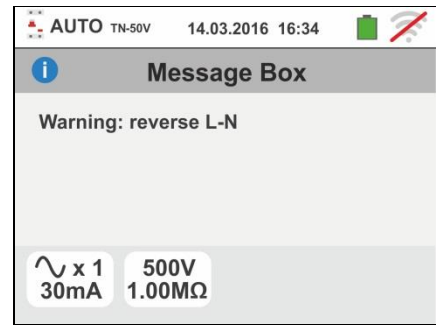 AUTO TN-50V 14.03.2016 16:34
i Message Box
Warning: reverse L-N
x 1 500V
30mA 1.00MΩ